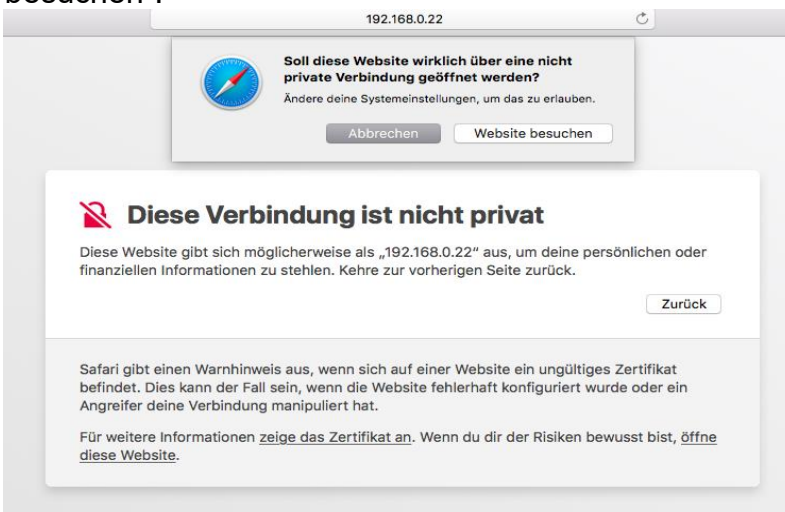 besuchen“.
192.168.0.22
Soll diese Website wirklich über eine nicht
private Verbindung geöffnet werden?
Ändere deine Systemeinstellungen, um das zu erlauben.
Abbrechen
Website besuchen
Diese Verbindung ist nicht privat
Diese Website gibt sich möglicherweise als „192.168.0.22“ aus, um deine persönlichen oder
finanziellen Informationen zu stehlen. Kehre zur vorherigen Seite zurück.
Zurück
Safari gibt einen Warnhinweis aus, wenn sich auf einer Website ein ungültiges Zertifikat
befindet. Dies kann der Fall sein, wenn die Website fehlerhaft konfiguriert wurde oder ein
Angreifer deine Verbindung manipuliert hat.
Für weitere Informationen zeige das Zertifikat an. Wenn du dir der Risiken bewusst bist, öffne
diese Website.